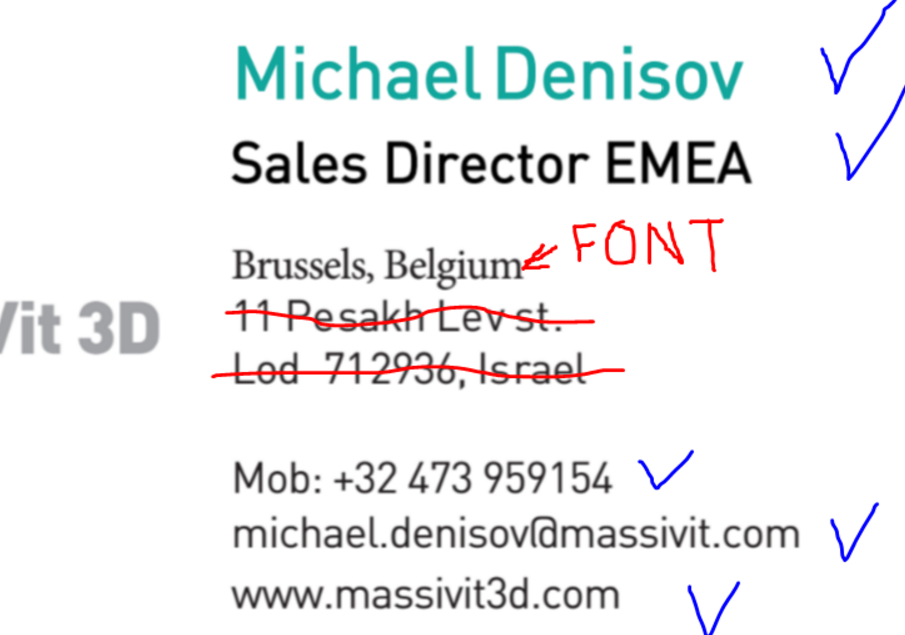 Michael Denisov
Sales Director EMEA
Brussels, Belgium FONT
11 Pesakh Lev st.
Vit 3D
Lod 712936, Israel
Mob: +32 473 959154
michael.denisov@massivit.com
www.massivit3d.com